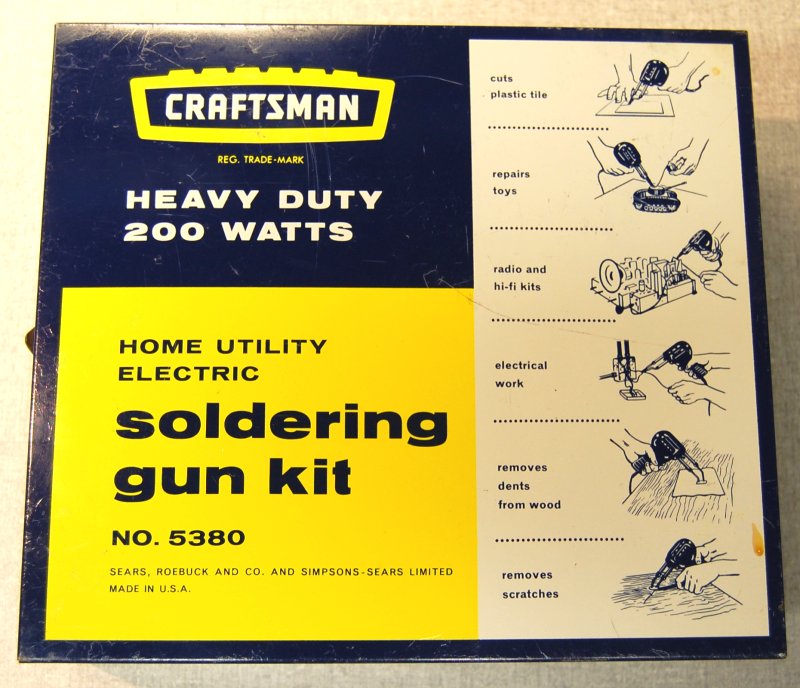 CRAFTSMAN
REG. TRADE-MARK
HEAVY DUTY
200 WATTS
HOME UTILITY
ELECTRIC
soldering
gun kit
NO. 5380
SEARS, ROEBUCK AND CO. AND SIMPSONS-SEARS LIMITED
MADE IN U.S.A.
cuts
plastic tile
repairs
toys
radio and
hi-fi kits
electrical
work
removes
dents
from wood
removes
scratches